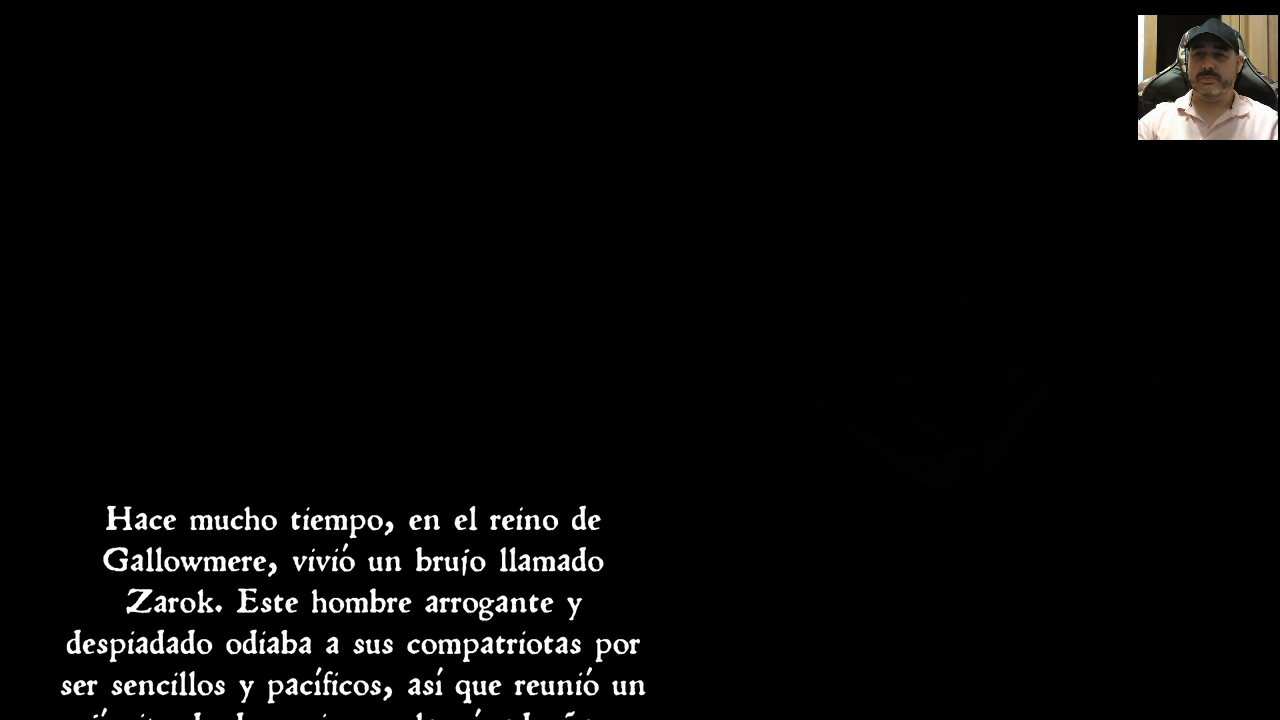 Hace mucho tiempo, en el reino de
Gallowmere, vivió un brujo llamado
Zarok. Este hombre arrogante y
despiadado odiaba a sus compatriotas por
ser sencillos y pacíficos, así que reunió un